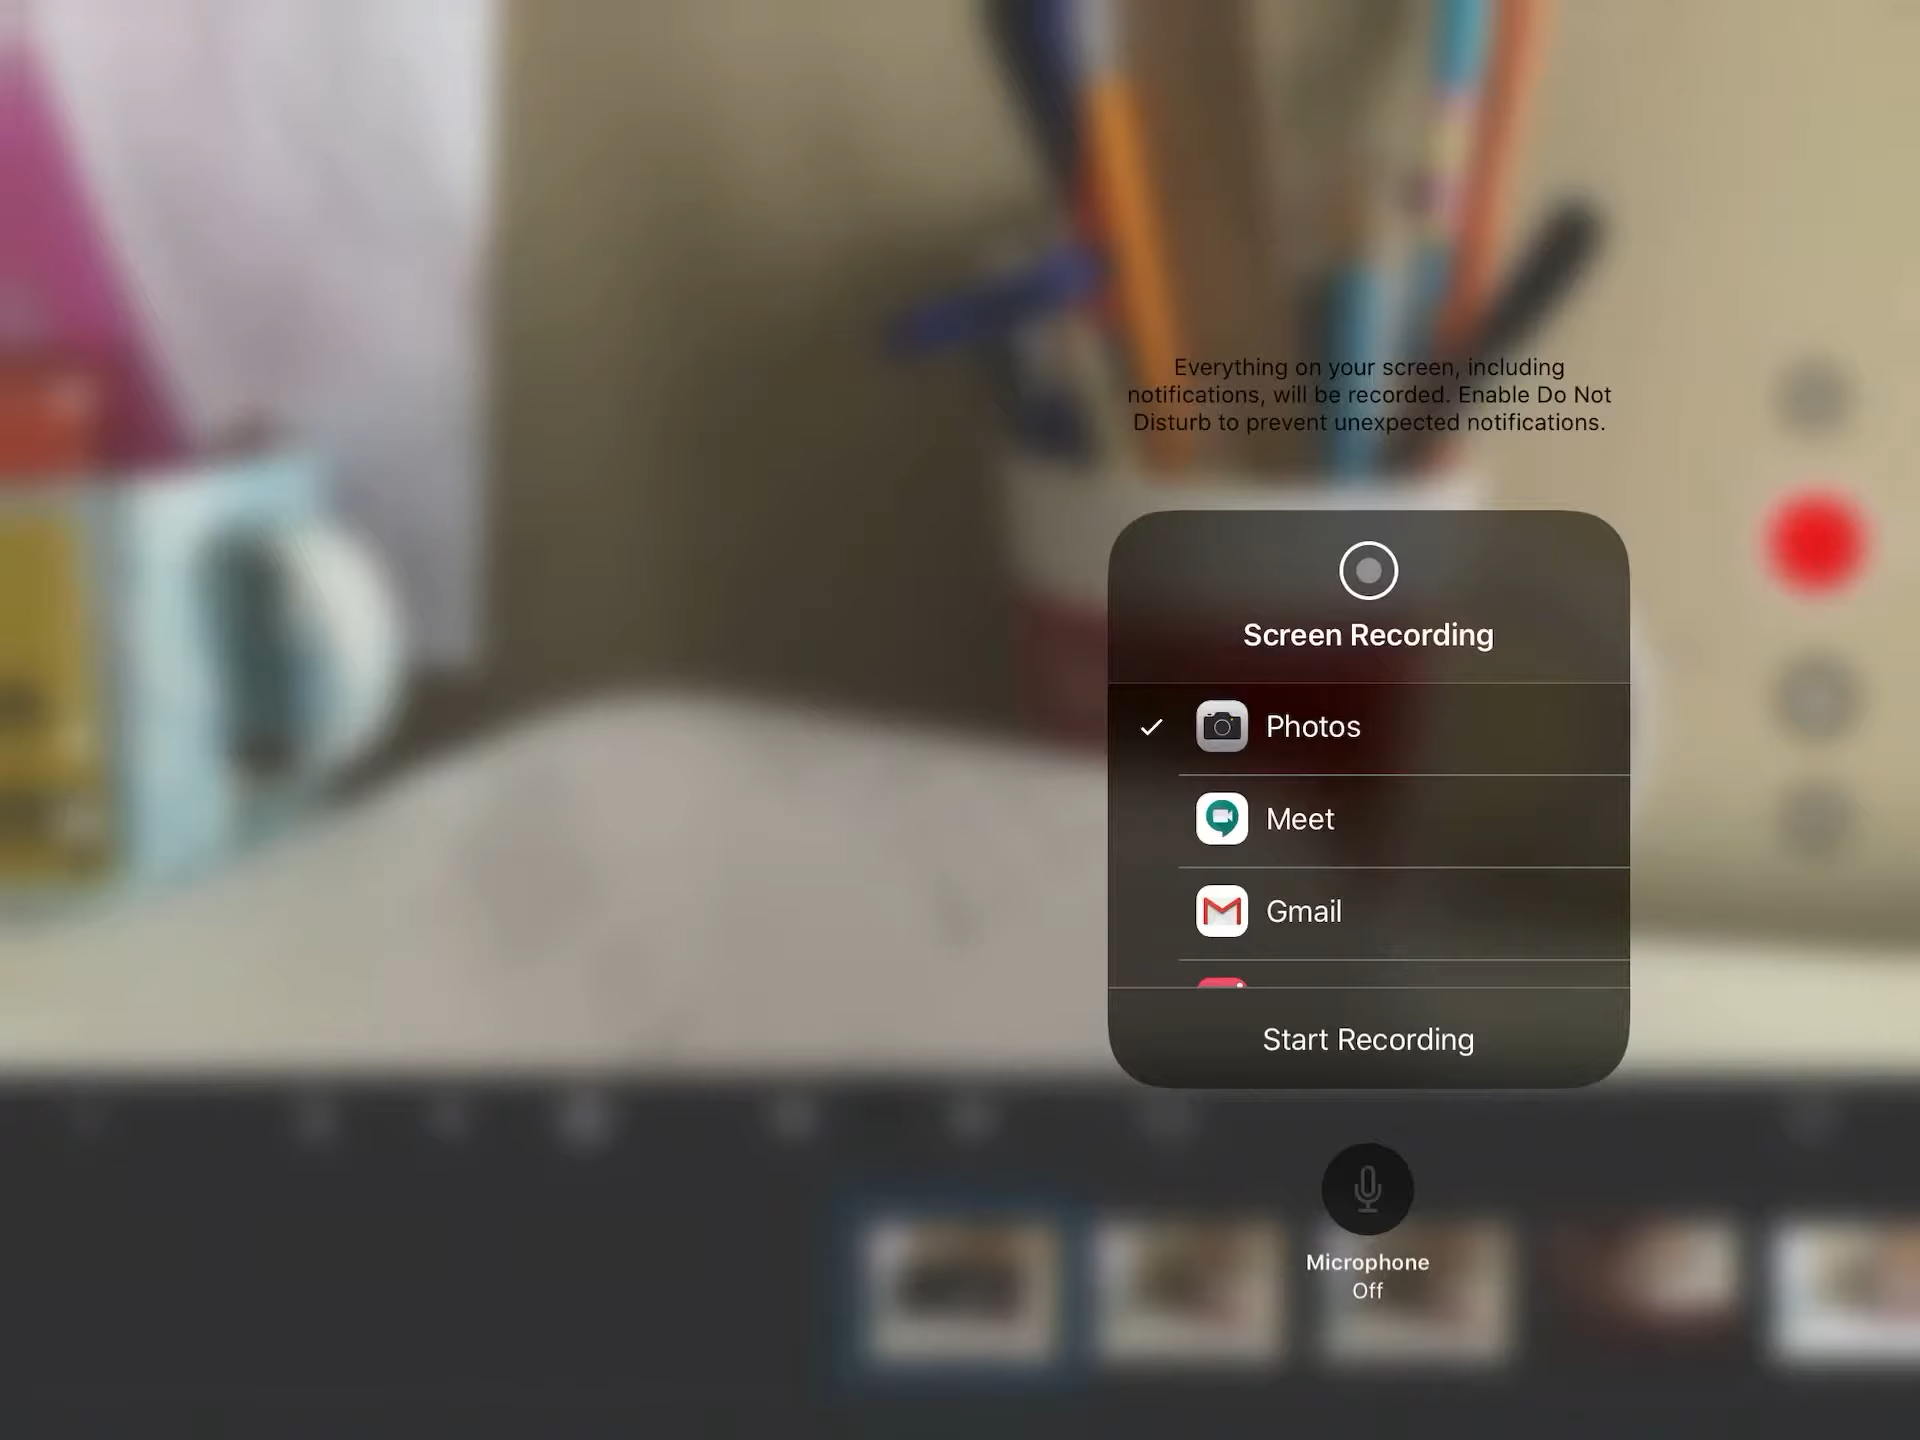 Everything on your screen, including
notifications, will be recorded. Enable Do Not
Disturb to prevent unexpected notifications.
Screen Recording
Photos
Meet
Gmail
Start Recording
Microphone
Off